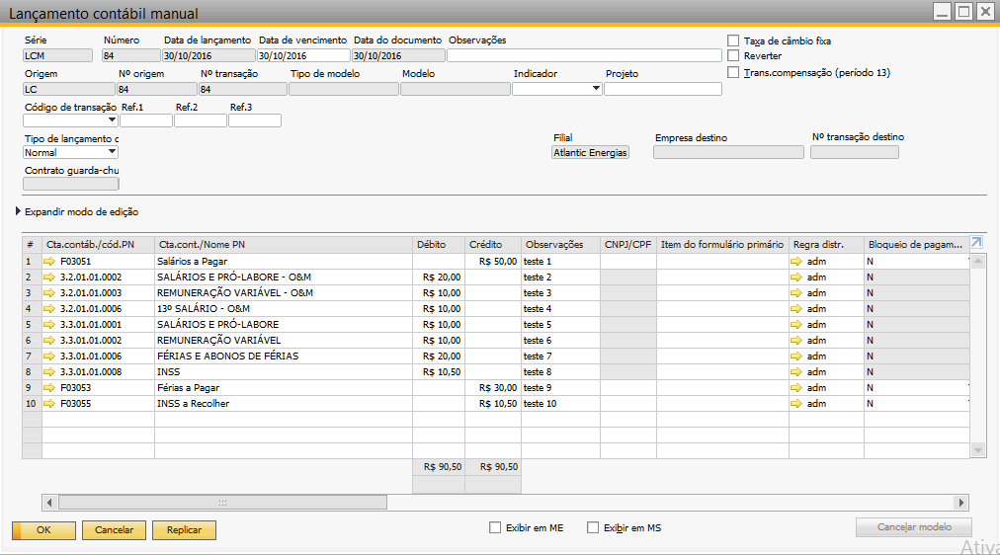 Lançamento contábil manual
Série Número Data de lançamento Data de vencimento Data do documento Observações
LCM 84 30/10/2016 30/10/2016 30/10/2016
Taxa de câmbio fixa
Reverter
Trans.compensação (período 13)
Origem Nº origem Nº transação Tipo de modelo Modelo Indicador Projeto
LC 84 84
Código de transação Ref.1 Ref.2 Ref.3
Tipo de lançamento c Filial Empresa destino Nº transação destino
Normal Atlantic Energias
Contrato guarda-chu
Expandir modo de edição
# Cta.contáb./cód.PN Cta.cont./Nome PN Débito Crédito Observações CNPJ/CPF Item do formulário primário Regra distr. Bloqueio de pagam...
1 F03051 Salários a Pagar R$ 50,00 teste 1 adm N
2 3.2.01.01.0002 SALÁRIOS E PRÓ-LABORE - O&M R$ 20,00 teste 2 adm N
3 3.2.01.01.0003 REMUNERAÇÃO VARIÁVEL - O&M R$ 10,00 teste 3 adm N
4 3.2.01.01.0006 13º SALÁRIO - O&M R$ 10,00 teste 4 adm N
5 3.3.01.01.0001 SALÁRIOS E PRÓ-LABORE R$ 10,00 teste 5 adm N
6 3.3.01.01.0002 REMUNERAÇÃO VARIÁVEL R$ 10,00 teste 6 adm N
7 3.3.01.01.0006 FÉRIAS E ABONOS DE FÉRIAS R$ 20,00 teste 7 adm N
8 3.3.01.01.0008 INSS R$ 10,50 teste 8 adm N
9 F03053 Férias a Pagar R$ 30,00 teste 9 adm N
10 F03055 INSS a Recolher R$ 10,50 teste 10 adm N
R$ 90,50 R$ 90,50
OK Cancelar Replicar Exibir em ME Exibir em MS Cancelar modelo
Ativa